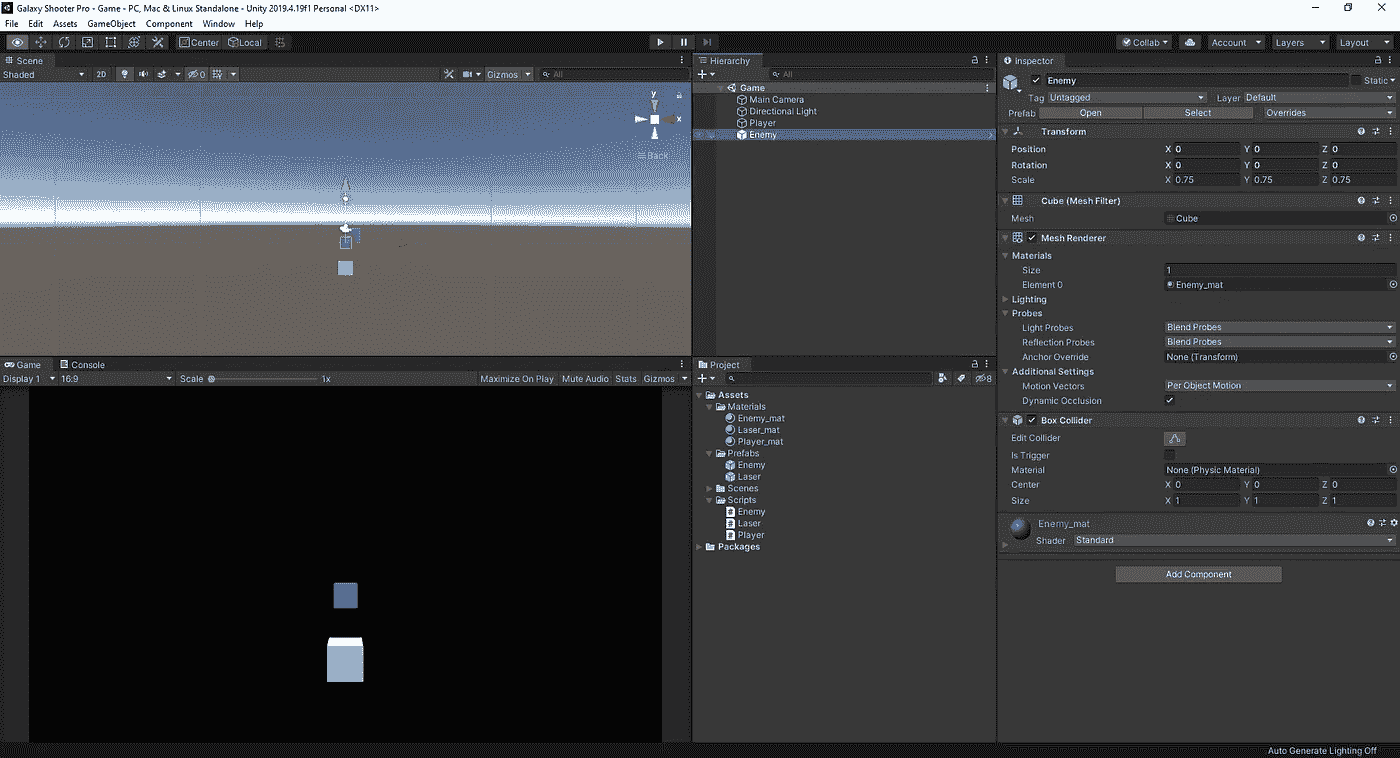 Galaxy Shooter Pro - Game - PC, Mac & Linux Standalone - Unity 2019.4.19f1 Personal <DX11>
File Edit Assets GameObject Component Window Help
Center Local Collab Account Layers Layout
Scene
Shaded 2D 0 Gizmos All
y
x
Back
Hierarchy
All
Game
Main Camera
Directional Light
Player
Enemy
Game Console
Display 1 16:9 Scale 1x Maximize On Play Mute Audio Stats Gizmos
Project
8
Assets
Materials
Enemy_mat
Laser_mat
Player_mat
Prefabs
Enemy
Laser
Scenes
Scripts
Enemy
Laser
Player
Packages
Inspector
Enemy Static
Tag Untagged Layer Default
Prefab Open Select Overrides
Transform
Position X 0 Y 0 Z 0
Rotation X 0 Y 0 Z 0
Scale X 0.75 Y 0.75 Z 0.75
Cube (Mesh Filter)
Mesh Cube
Mesh Renderer
Materials
Size 1
Element 0 Enemy_mat
Lighting
Probes
Light Probes Blend Probes
Reflection Probes Blend Probes
Anchor Override None (Transform)
Additional Settings
Motion Vectors Per Object Motion
Dynamic Occlusion
Box Collider
Edit Collider
Is Trigger
Material None (Physic Material)
Center X 0 Y 0 Z 0
Size X 1 Y 1 Z 1
Enemy_mat
Shader Standard
Add Component
Auto Generate Lighting Off